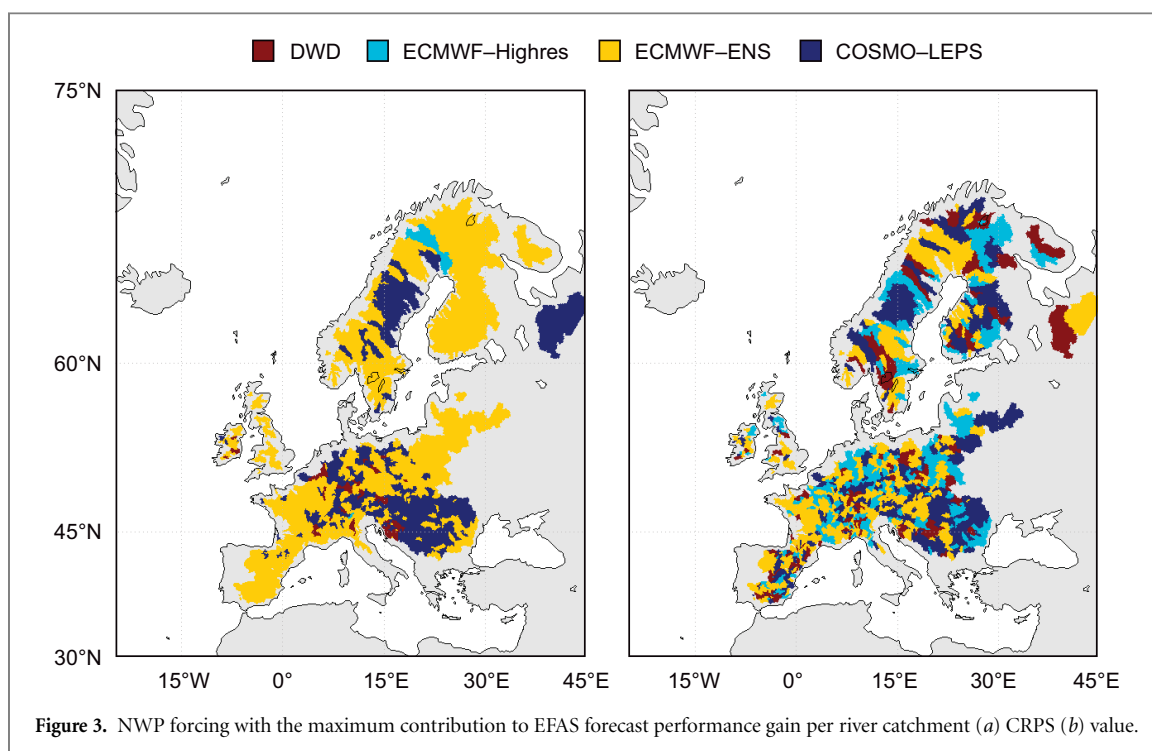 DWD ECMWF–Highres ECMWF–ENS COSMO–LEPS
75°N
60°N
45°N
30°N
15°W 0° 15°E 30°E 45°E 15°W 0° 15°E 30°E 45°E
Figure 3. NWP forcing with the maximum contribution to EFAS forecast performance gain per river catchment (a) CRPS (b) value.